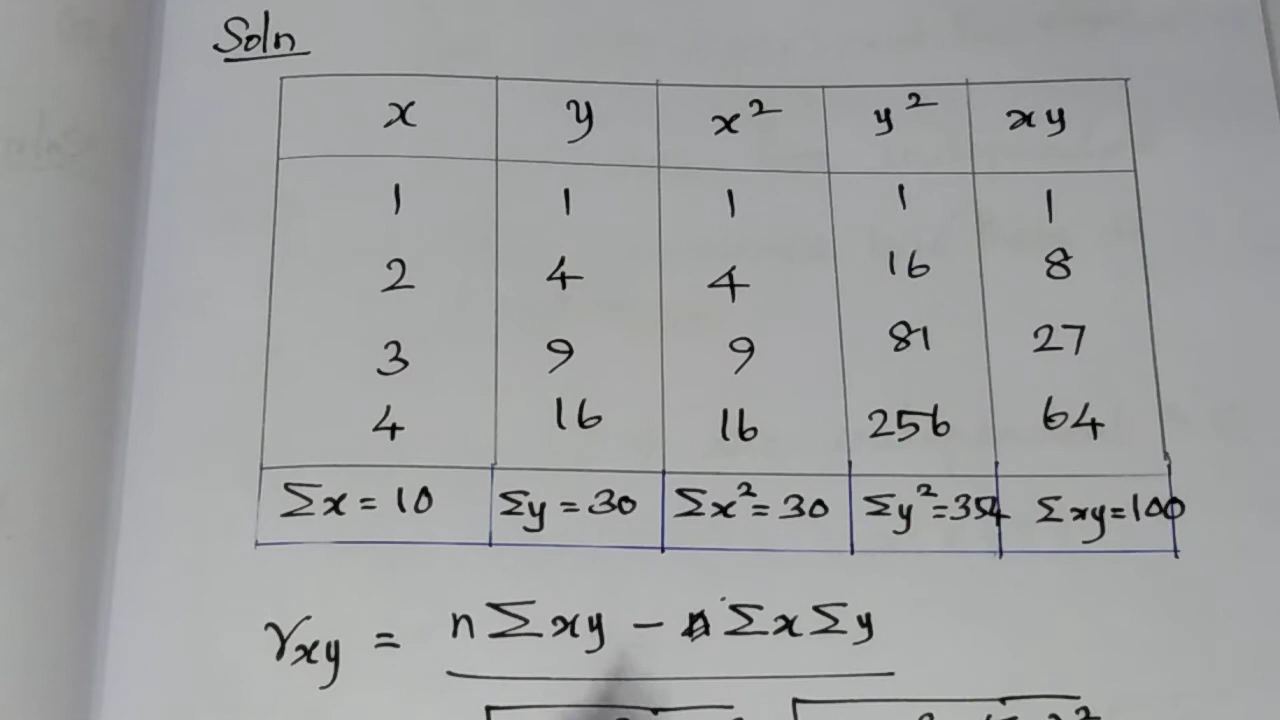 Soln
x y x² y² xy
1 1 1 1 1
2 4 4 16 8
3 9 9 81 27
4 16 16 256 64
Σx = 10 Σy = 30 Σx² = 30 Σy² = 354 Σxy = 100
γxy = nΣxy − ΣxΣy